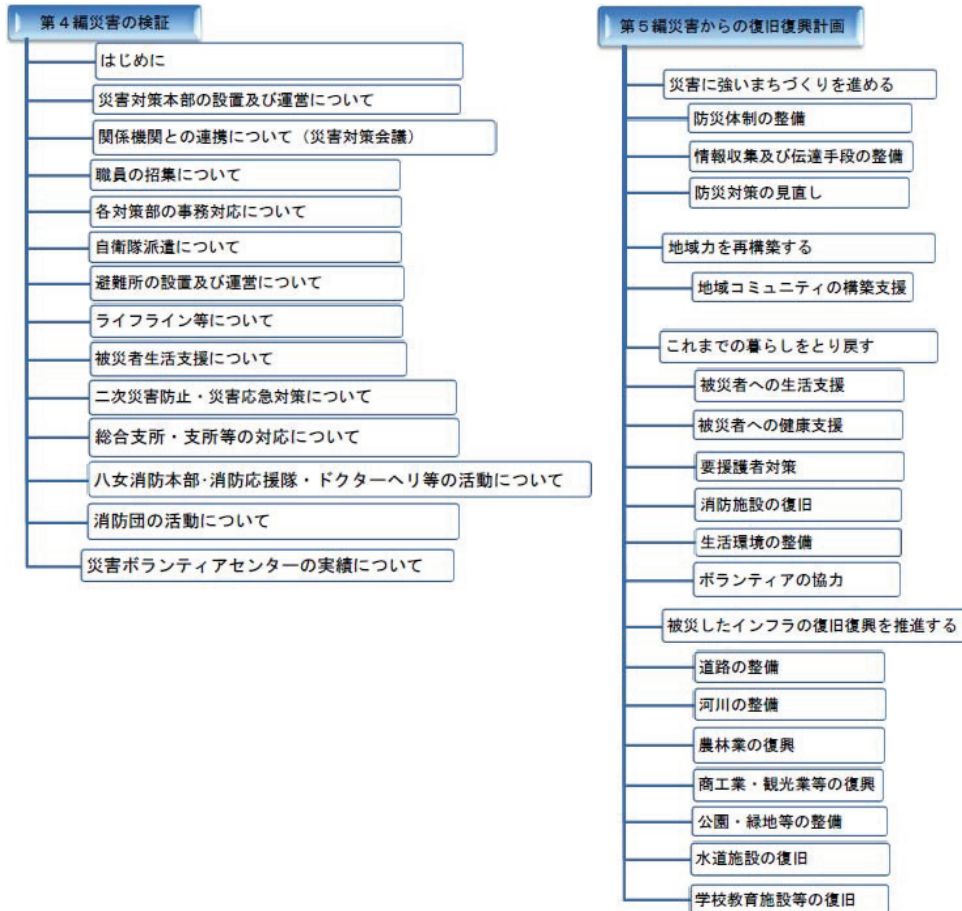 第４編災害の検証
はじめに
災害対策本部の設置及び運営について
関係機関との連携について（災害対策会議）
職員の招集について
各対策部の事務対応について
自衛隊派遣について
避難所の設置及び運営について
ライフライン等について
被災者生活支援について
二次災害防止・災害応急対策について
総合支所・支所等の対応について
八女消防本部・消防応援隊・ドクターヘリ等の活動について
消防団の活動について
災害ボランティアセンターの実績について
第５編災害からの復旧復興計画
災害に強いまちづくりを進める
防災体制の整備
情報収集及び伝達手段の整備
防災対策の見直し
地域力を再構築する
地域コミュニティの構築支援
これまでの暮らしをとり戻す
被災者への生活支援
被災者への健康支援
要援護者対策
消防施設の復旧
生活環境の整備
ボランティアの協力
被災したインフラの復旧復興を推進する
道路の整備
河川の整備
農林業の復興
商工業・観光業等の復興
公園・緑地等の整備
水道施設の復旧
学校教育施設等の復旧